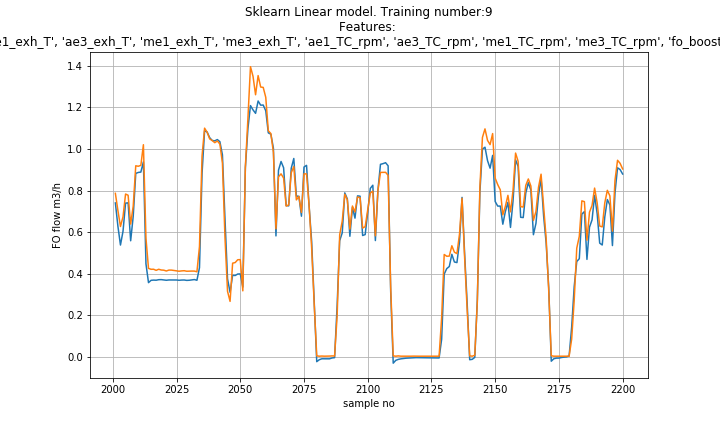 Sklearn Linear model. Training number:9
Features:
e1_exh_T', 'ae3_exh_T', 'me1_exh_T', 'me3_exh_T', 'ae1_TC_rpm', 'ae3_TC_rpm', 'me1_TC_rpm', 'me3_TC_rpm', 'fo_boost
1.4
1.2
1.0
0.8
0.6
0.4
0.2
0.0
FO flow m3/h
2000 2025 2050 2075 2100 2125 2150 2175 2200
sample no